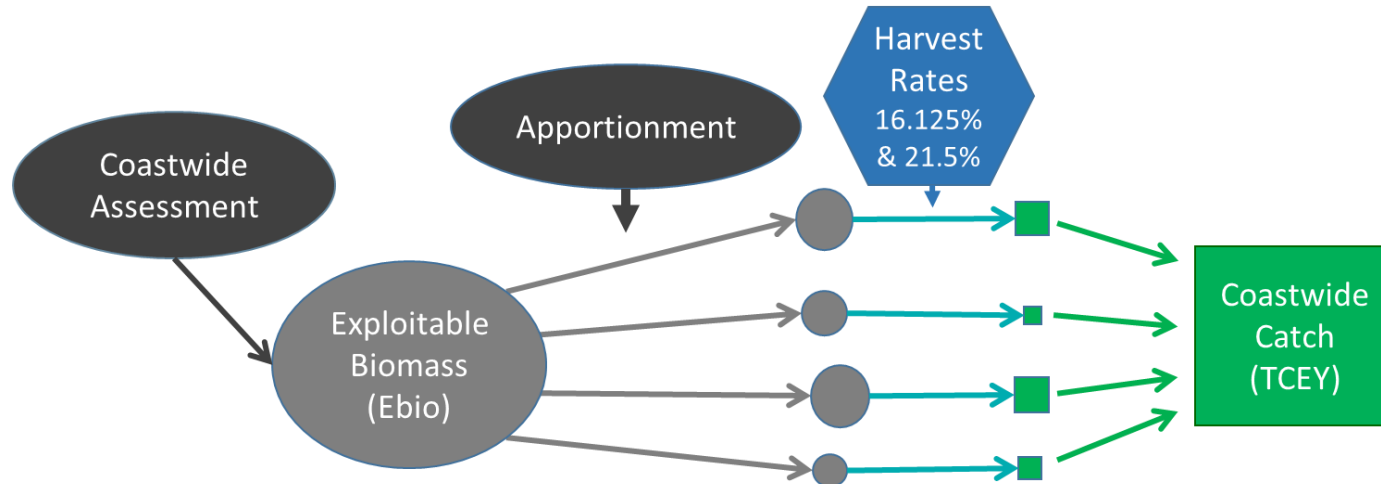 Coastwide
Assessment
Apportionment
Harvest
Rates
16.125%
& 21.5%
Exploitable
Biomass
(Ebio)
Coastwide
Catch
(TCEY)